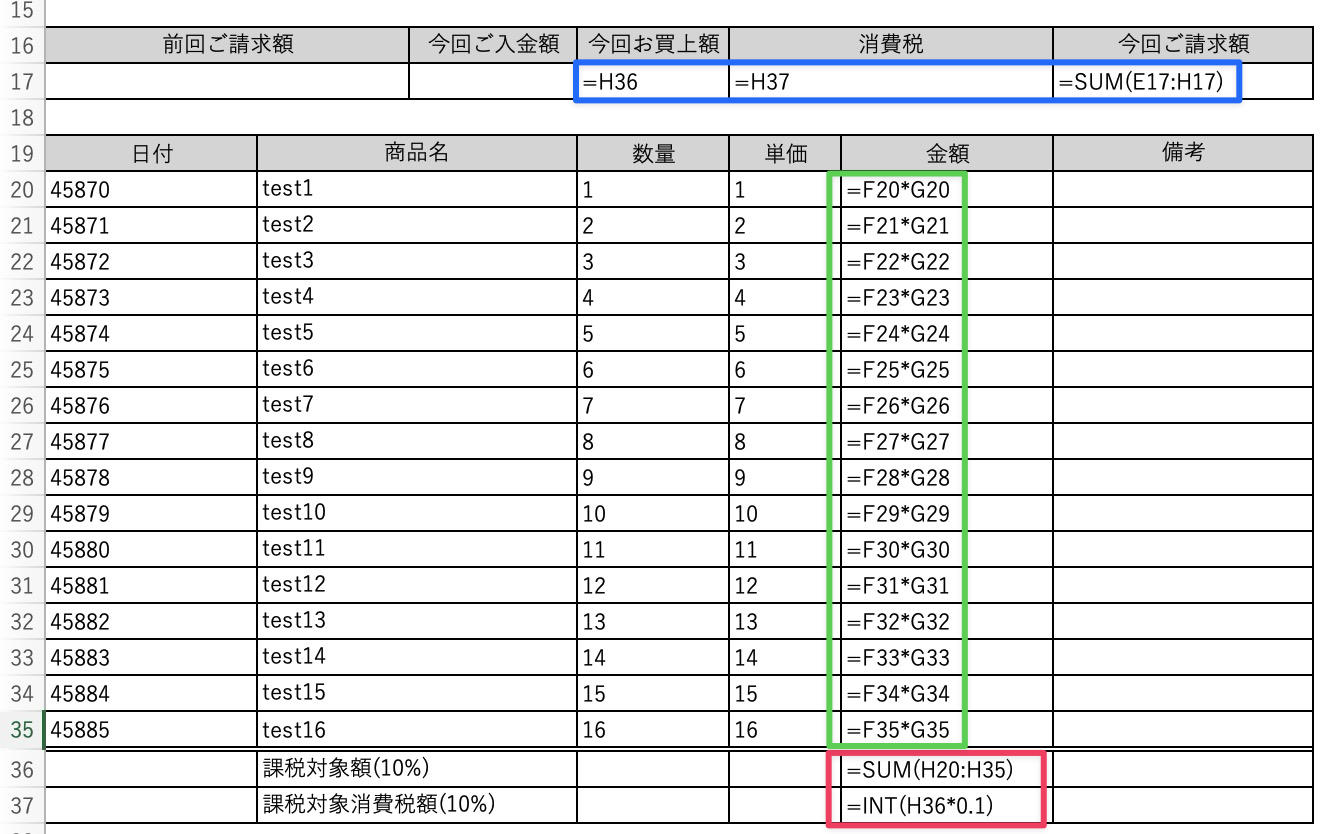 15
16 前回ご請求額 今回ご入金額 今回お買上額 消費税 今回ご請求額
17 =H36 =H37 =SUM(E17:H17)
18
19 日付 商品名 数量 単価 金額 備考
20 45870 test1 1 1 =F20*G20
21 45871 test2 2 2 =F21*G21
22 45872 test3 3 3 =F22*G22
23 45873 test4 4 4 =F23*G23
24 45874 test5 5 5 =F24*G24
25 45875 test6 6 6 =F25*G25
26 45876 test7 7 7 =F26*G26
27 45877 test8 8 8 =F27*G27
28 45878 test9 9 9 =F28*G28
29 45879 test10 10 10 =F29*G29
30 45880 test11 11 11 =F30*G30
31 45881 test12 12 12 =F31*G31
32 45882 test13 13 13 =F32*G32
33 45883 test14 14 14 =F33*G33
34 45884 test15 15 15 =F34*G34
35 45885 test16 16 16 =F35*G35
36 課税対象額(10%) =SUM(H20:H35)
37 課税対象消費税額(10%) =INT(H36*0.1)